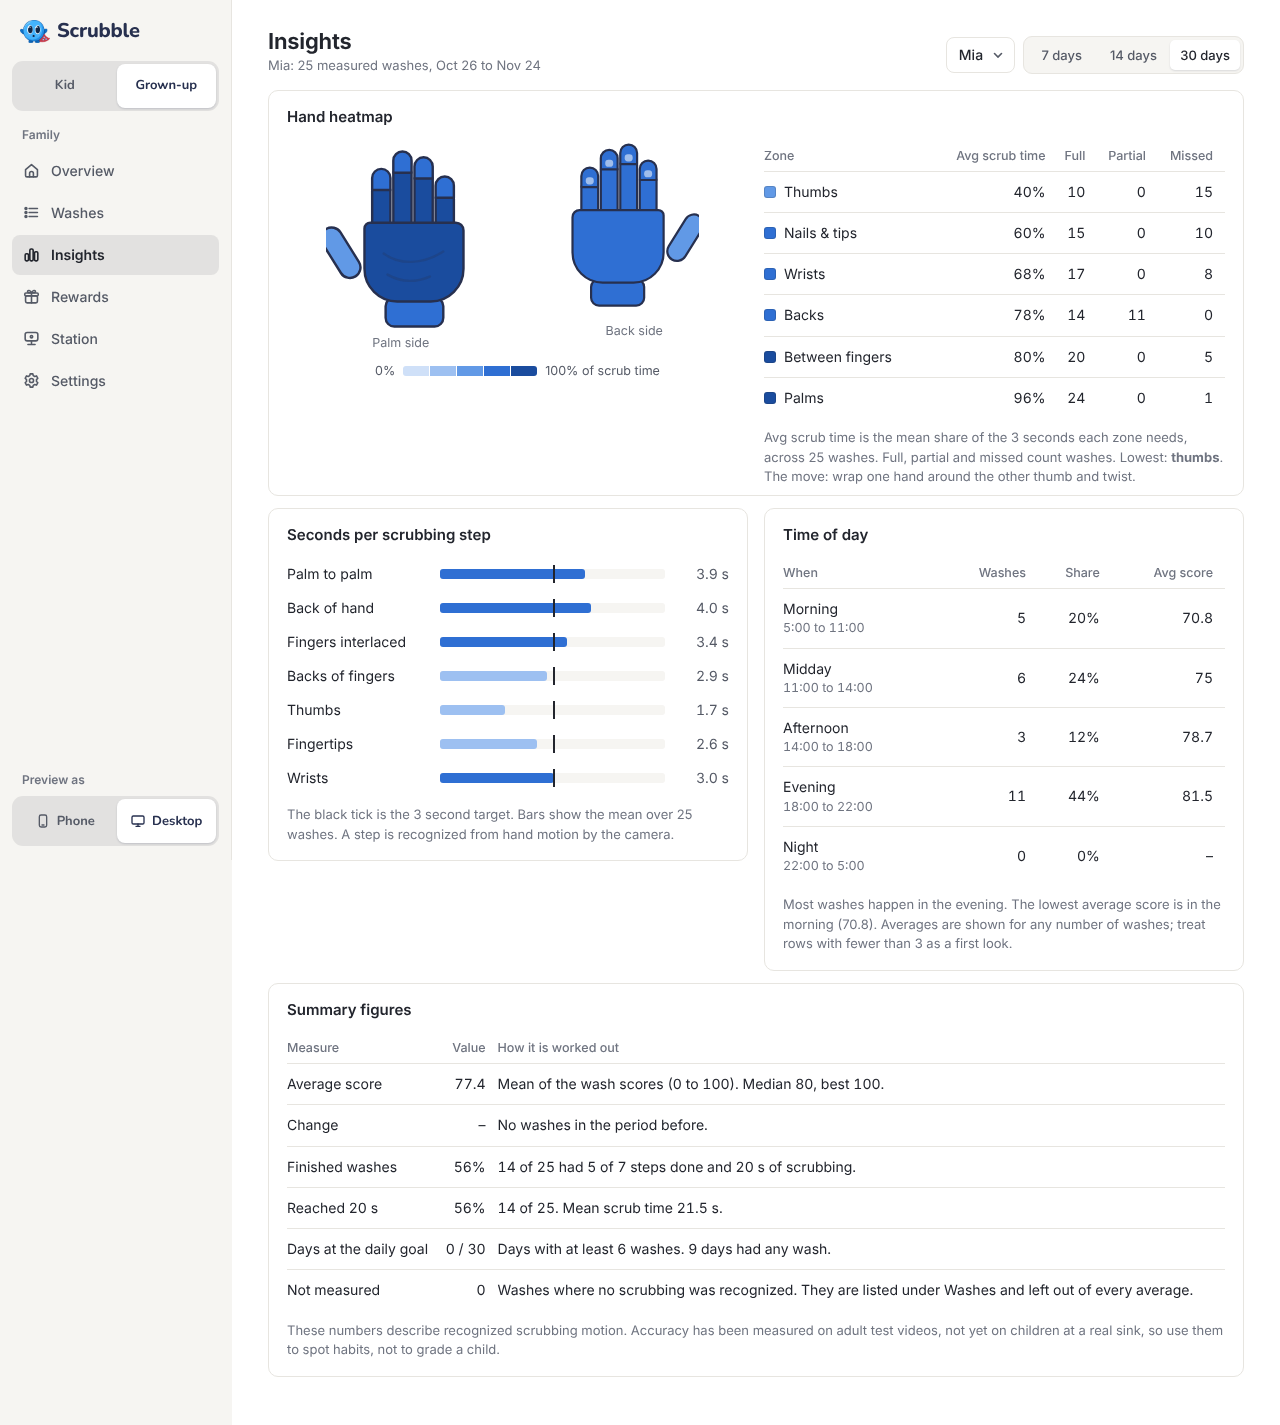 Scrubble
Kid
Grown-up
Family
Overview
Washes
Insights
Rewards
Station
Settings
Preview as
Phone
Desktop
Insights
Mia: 25 measured washes, Oct 26 to Nov 24
Mia
7 days
14 days
30 days
Hand heatmap
Palm side
Back side
0%
100% of scrub time
Zone Avg scrub time Full Partial Missed
Thumbs 40% 10 0 15
Nails & tips 60% 15 0 10
Wrists 68% 17 0 8
Backs 78% 14 11 0
Between fingers 80% 20 0 5
Palms 96% 24 0 1
Avg scrub time is the mean share of the 3 seconds each zone needs,
across 25 washes. Full, partial and missed count washes. Lowest: thumbs.
The move: wrap one hand around the other thumb and twist.
Seconds per scrubbing step
Palm to palm 3.9 s
Back of hand 4.0 s
Fingers interlaced 3.4 s
Backs of fingers 2.9 s
Thumbs 1.7 s
Fingertips 2.6 s
Wrists 3.0 s
The black tick is the 3 second target. Bars show the mean over 25
washes. A step is recognized from hand motion by the camera.
Time of day
When Washes Share Avg score
Morning 5 20% 70.8
5:00 to 11:00
Midday 6 24% 75
11:00 to 14:00
Afternoon 3 12% 78.7
14:00 to 18:00
Evening 11 44% 81.5
18:00 to 22:00
Night 0 0% –
22:00 to 5:00
Most washes happen in the evening. The lowest average score is in the
morning (70.8). Averages are shown for any number of washes; treat
rows with fewer than 3 as a first look.
Summary figures
Measure Value How it is worked out
Average score 77.4 Mean of the wash scores (0 to 100). Median 80, best 100.
Change – No washes in the period before.
Finished washes 56% 14 of 25 had 5 of 7 steps done and 20 s of scrubbing.
Reached 20 s 56% 14 of 25. Mean scrub time 21.5 s.
Days at the daily goal 0 / 30 Days with at least 6 washes. 9 days had any wash.
Not measured 0 Washes where no scrubbing was recognized. They are listed under Washes and left out of every average.
These numbers describe recognized scrubbing motion. Accuracy has been measured on adult test videos, not yet on children at a real sink, so use them
to spot habits, not to grade a child.